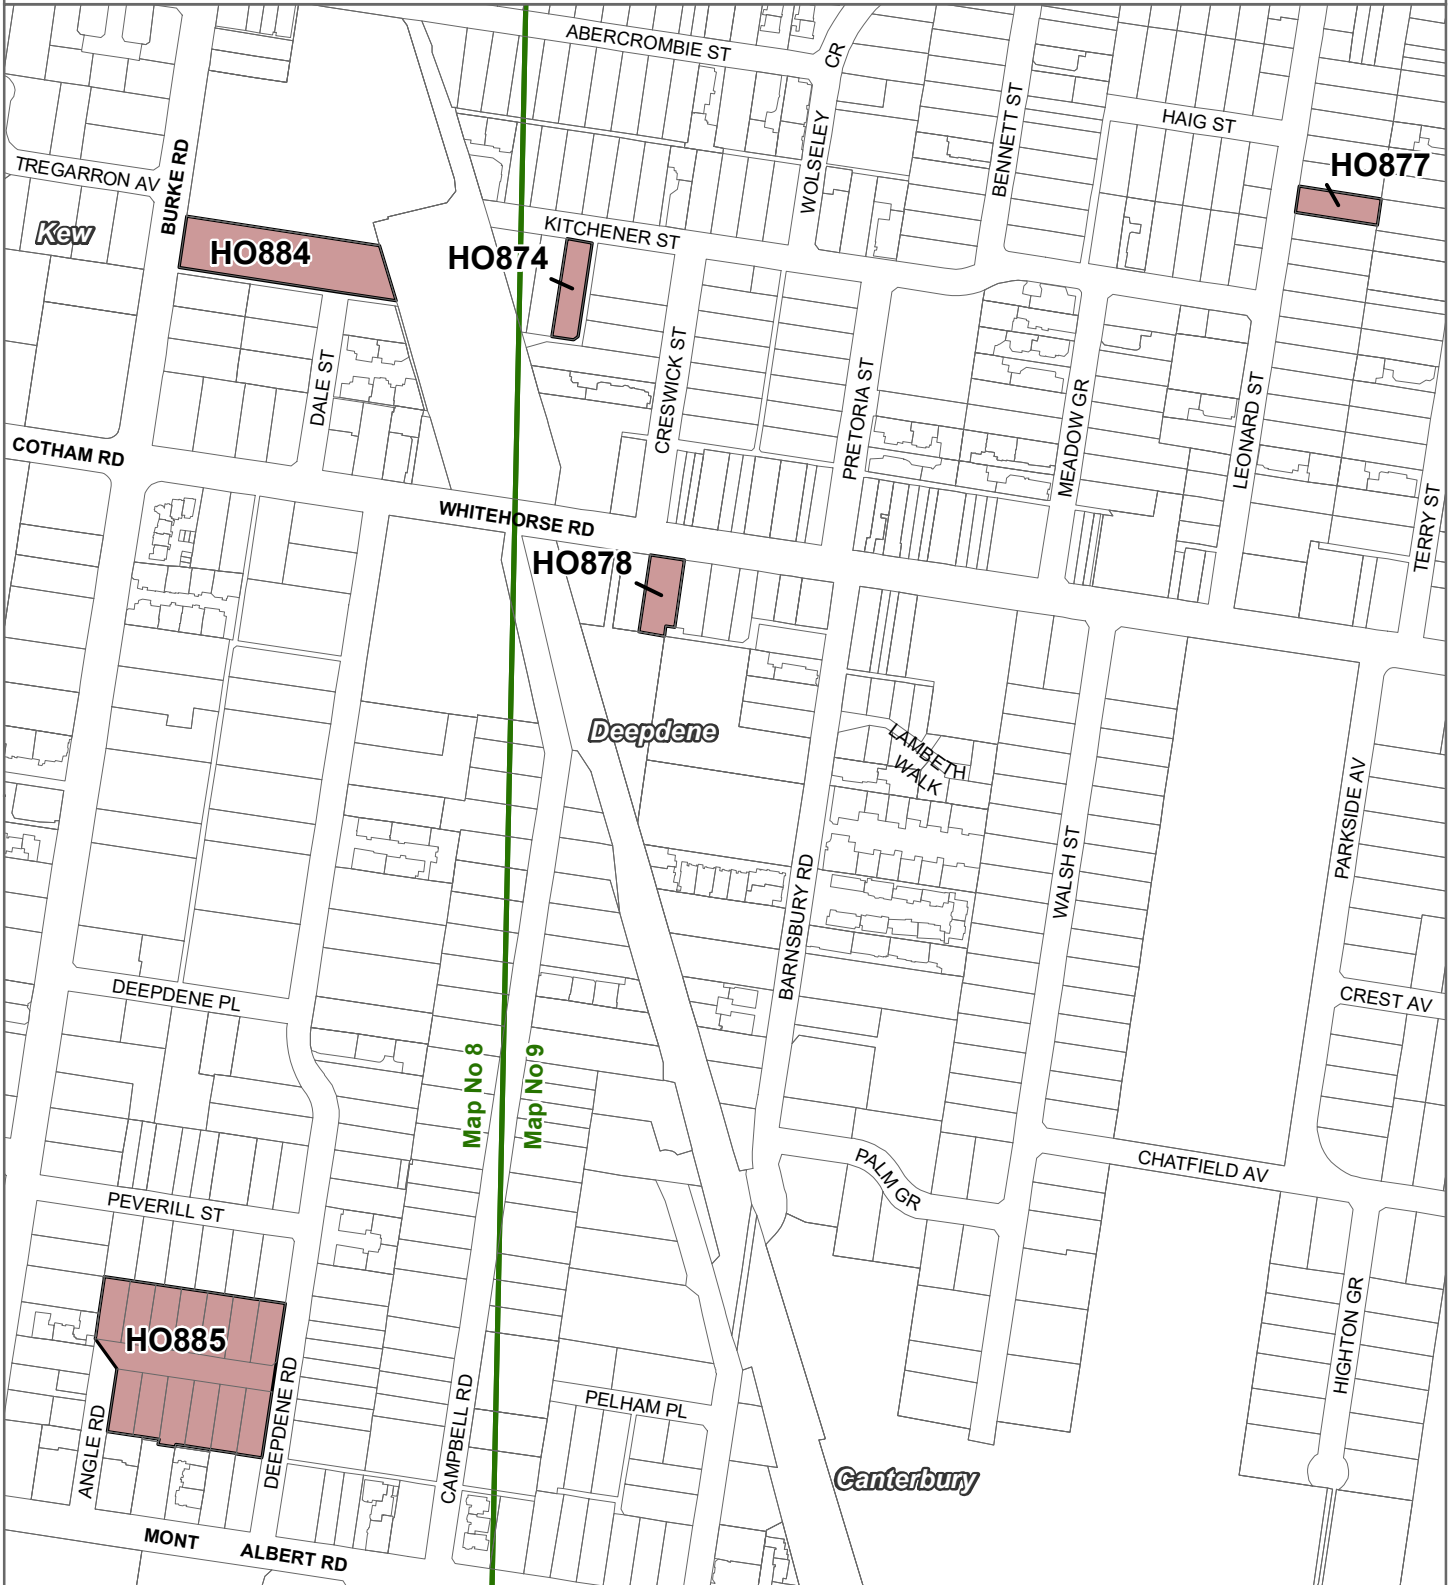 ABERCROMBIE ST
CR
WOLSELEY
BENNETT ST
HAIG ST
HO877
TREGARRON AV
BURKE RD
Kew
HO884
KITCHENER ST
HO874
DALE ST
CRESWICK ST
PRETORIA ST
MEADOW GR
LEONARD ST
TERRY ST
COTHAM RD
WHITEHORSE RD
HO878
Deepdene
LAMBETH
WALK
PARKSIDE AV
WALSH ST
BARNSBURY RD
DEEPDENE PL
CREST AV
Map No 8
Map No 9
PALM GR
CHATFIELD AV
PEVERILL ST
HO885
HIGHTON GR
DEEPDENE RD
ANGLE RD
CAMPBELL RD
PELHAM PL
Canterbury
MONT ALBERT RD